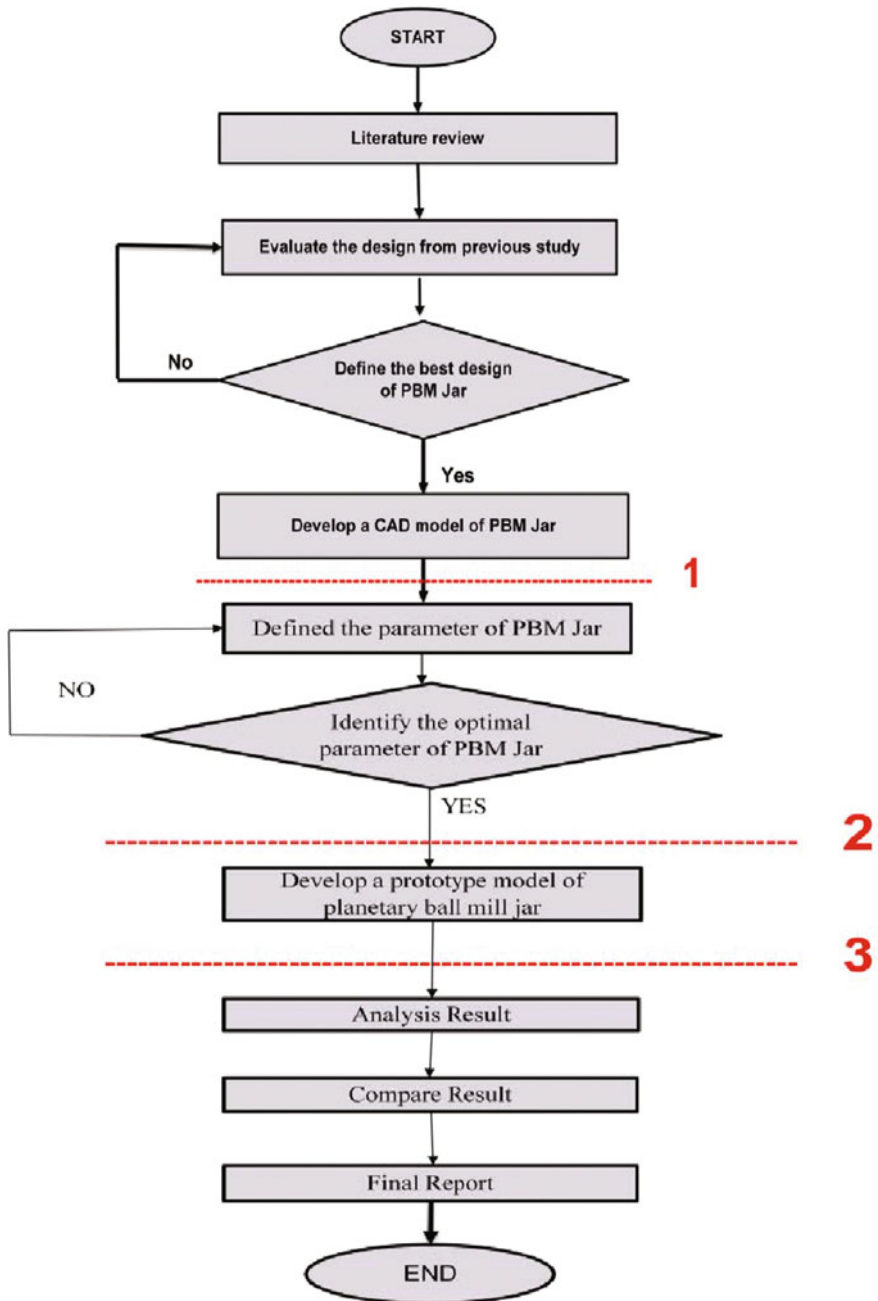 START
Literature review
Evaluate the design from previous study
No
Define the best design
of PBM Jar
Yes
Develop a CAD model of PBM Jar
1
Defined the parameter of PBM Jar
NO
Identify the optimal
parameter of PBM Jar
YES
2
Develop a prototype model of
planetary ball mill jar
3
Analysis Result
Compare Result
Final Report
END